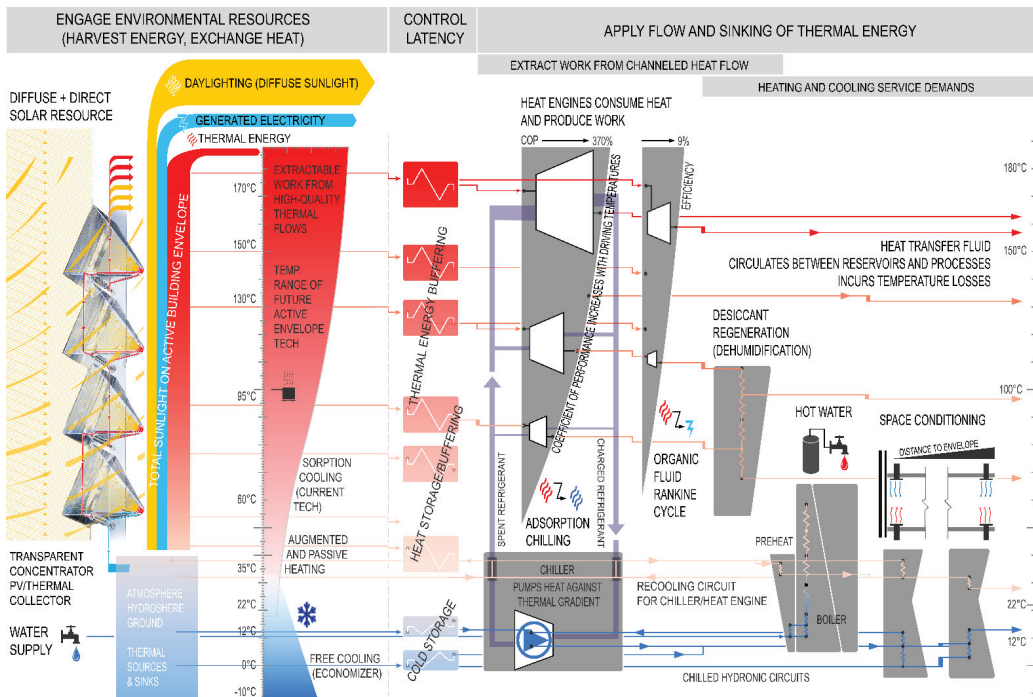 ENGAGE ENVIRONMENTAL RESOURCES
(HARVEST ENERGY, EXCHANGE HEAT)
CONTROL
LATENCY
APPLY FLOW AND SINKING OF THERMAL ENERGY
EXTRACT WORK FROM CHANNELED HEAT FLOW
HEATING AND COOLING SERVICE DEMANDS
DIFFUSE + DIRECT
SOLAR RESOURCE
DAYLIGHTING (DIFFUSE SUNLIGHT)
GENERATED ELECTRICITY
THERMAL ENERGY
TOTAL SUNLIGHT ON ACTIVE BUILDING ENVELOPE
170°C
150°C
130°C
95°C
60°C
35°C
22°C
12°C
0°C
-10°C
EXTRACTABLE
WORK FROM
HIGH-QUALITY
THERMAL
FLOWS
TEMP.
RANGE OF
FUTURE
ACTIVE
ENVELOPE
TECH
SORPTION
COOLING
(CURRENT
TECH)
AUGMENTED
AND PASSIVE
HEATING
FREE COOLING
(ECONOMIZER)
TRANSPARENT
CONCENTRATOR
PV/THERMAL
COLLECTOR
WATER
SUPPLY
ATMOSPHERE
HYDROSHERE
GROUND
THERMAL
SOURCES
& SINKS
THERMAL ENERGY BUFFERING
HEAT STORAGE/BUFFERING
COLD STORAGE
HEAT ENGINES CONSUME HEAT
AND PRODUCE WORK
COP
370%
9%
EFFICIENCY
COEFFICIENT OF PERFORMANCE INCREASES WITH DRIVING TEMPERATURES
SPENT REFRIGERANT
CHARGED REFRIGERANT
ADSORPTION
CHILLING
ORGANIC
FLUID
RANKINE
CYCLE
CHILLER
PUMPS HEAT AGAINST
THERMAL GRADIENT
RECOOLING CIRCUIT
FOR CHILLER/HEAT ENGINE
HEAT TRANSFER FLUID
CIRCULATES BETWEEN RESERVOIRS AND PROCESSES
INCURS TEMPERATURE LOSSES
DESICCANT
REGENERATION
(DEHUMIDIFICATION)
HOT WATER
PREHEAT
BOILER
SPACE CONDITIONING
DISTANCE TO ENVELOPE
CHILLED HYDRONIC CIRCUITS
180°C
150°C
100°C
22°C
12°C